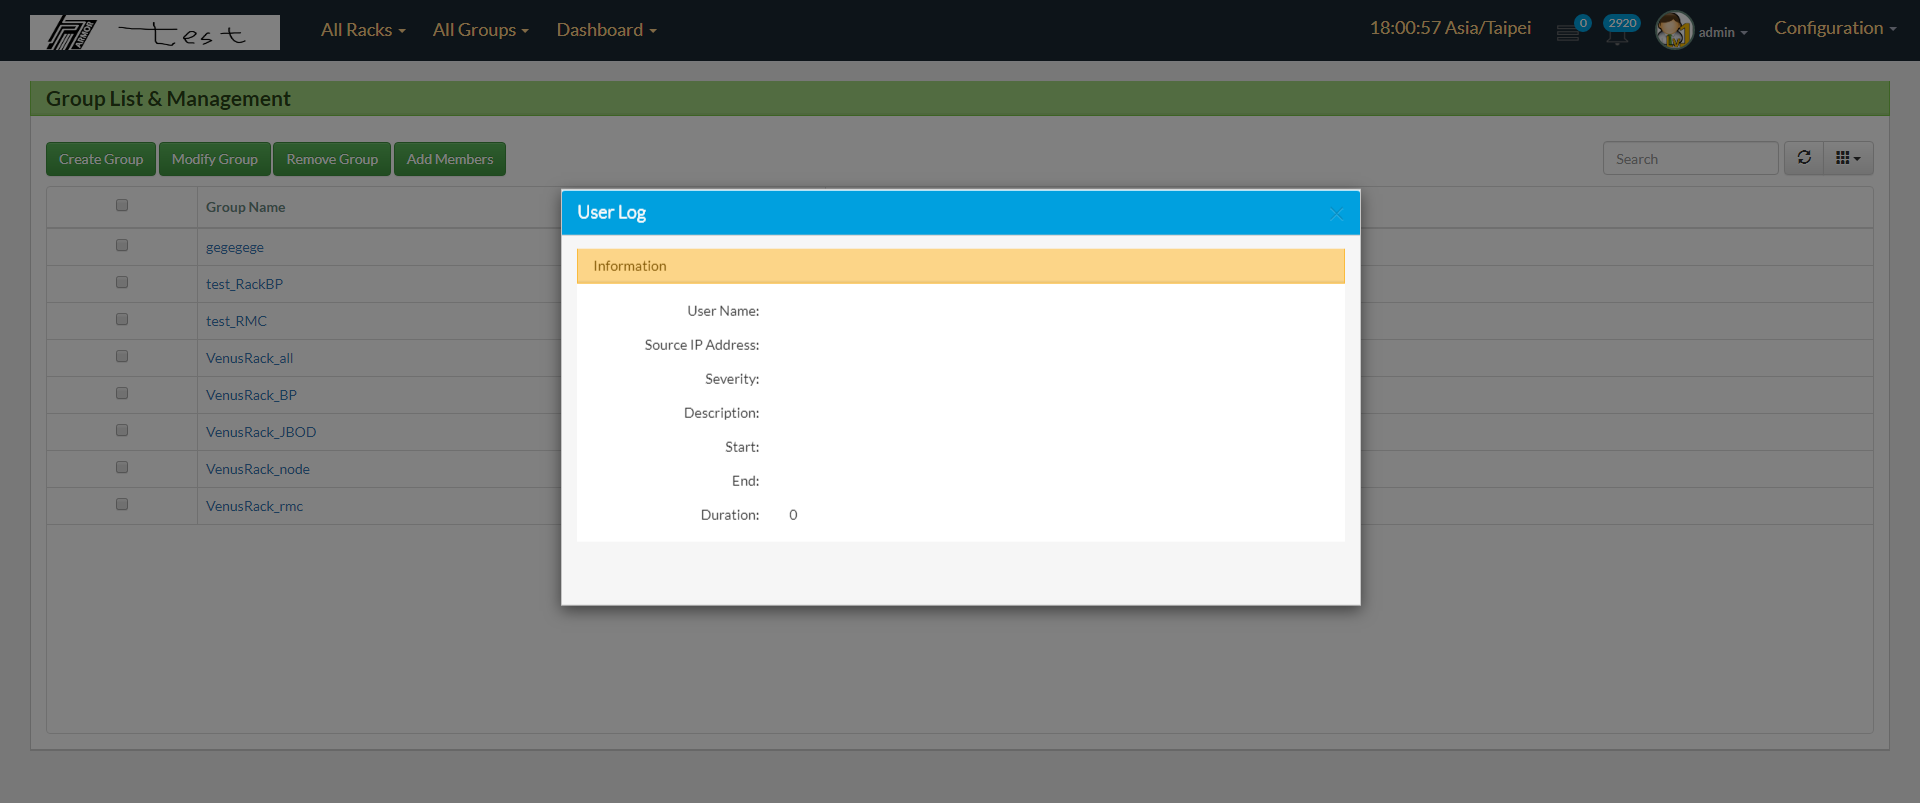 ARMOR test
All Racks
All Groups
Dashboard
18:00:57 Asia/Taipei
0
2920
admin
Configuration
Group List & Management
Create Group
Modify Group
Remove Group
Add Members
Search
Group Name
gegegege
test_RackBP
test_RMC
VenusRack_all
VenusRack_BP
VenusRack_JBOD
VenusRack_node
VenusRack_rmc
User Log
Information
User Name:
Source IP Address:
Severity:
Description:
Start:
End:
Duration: 0